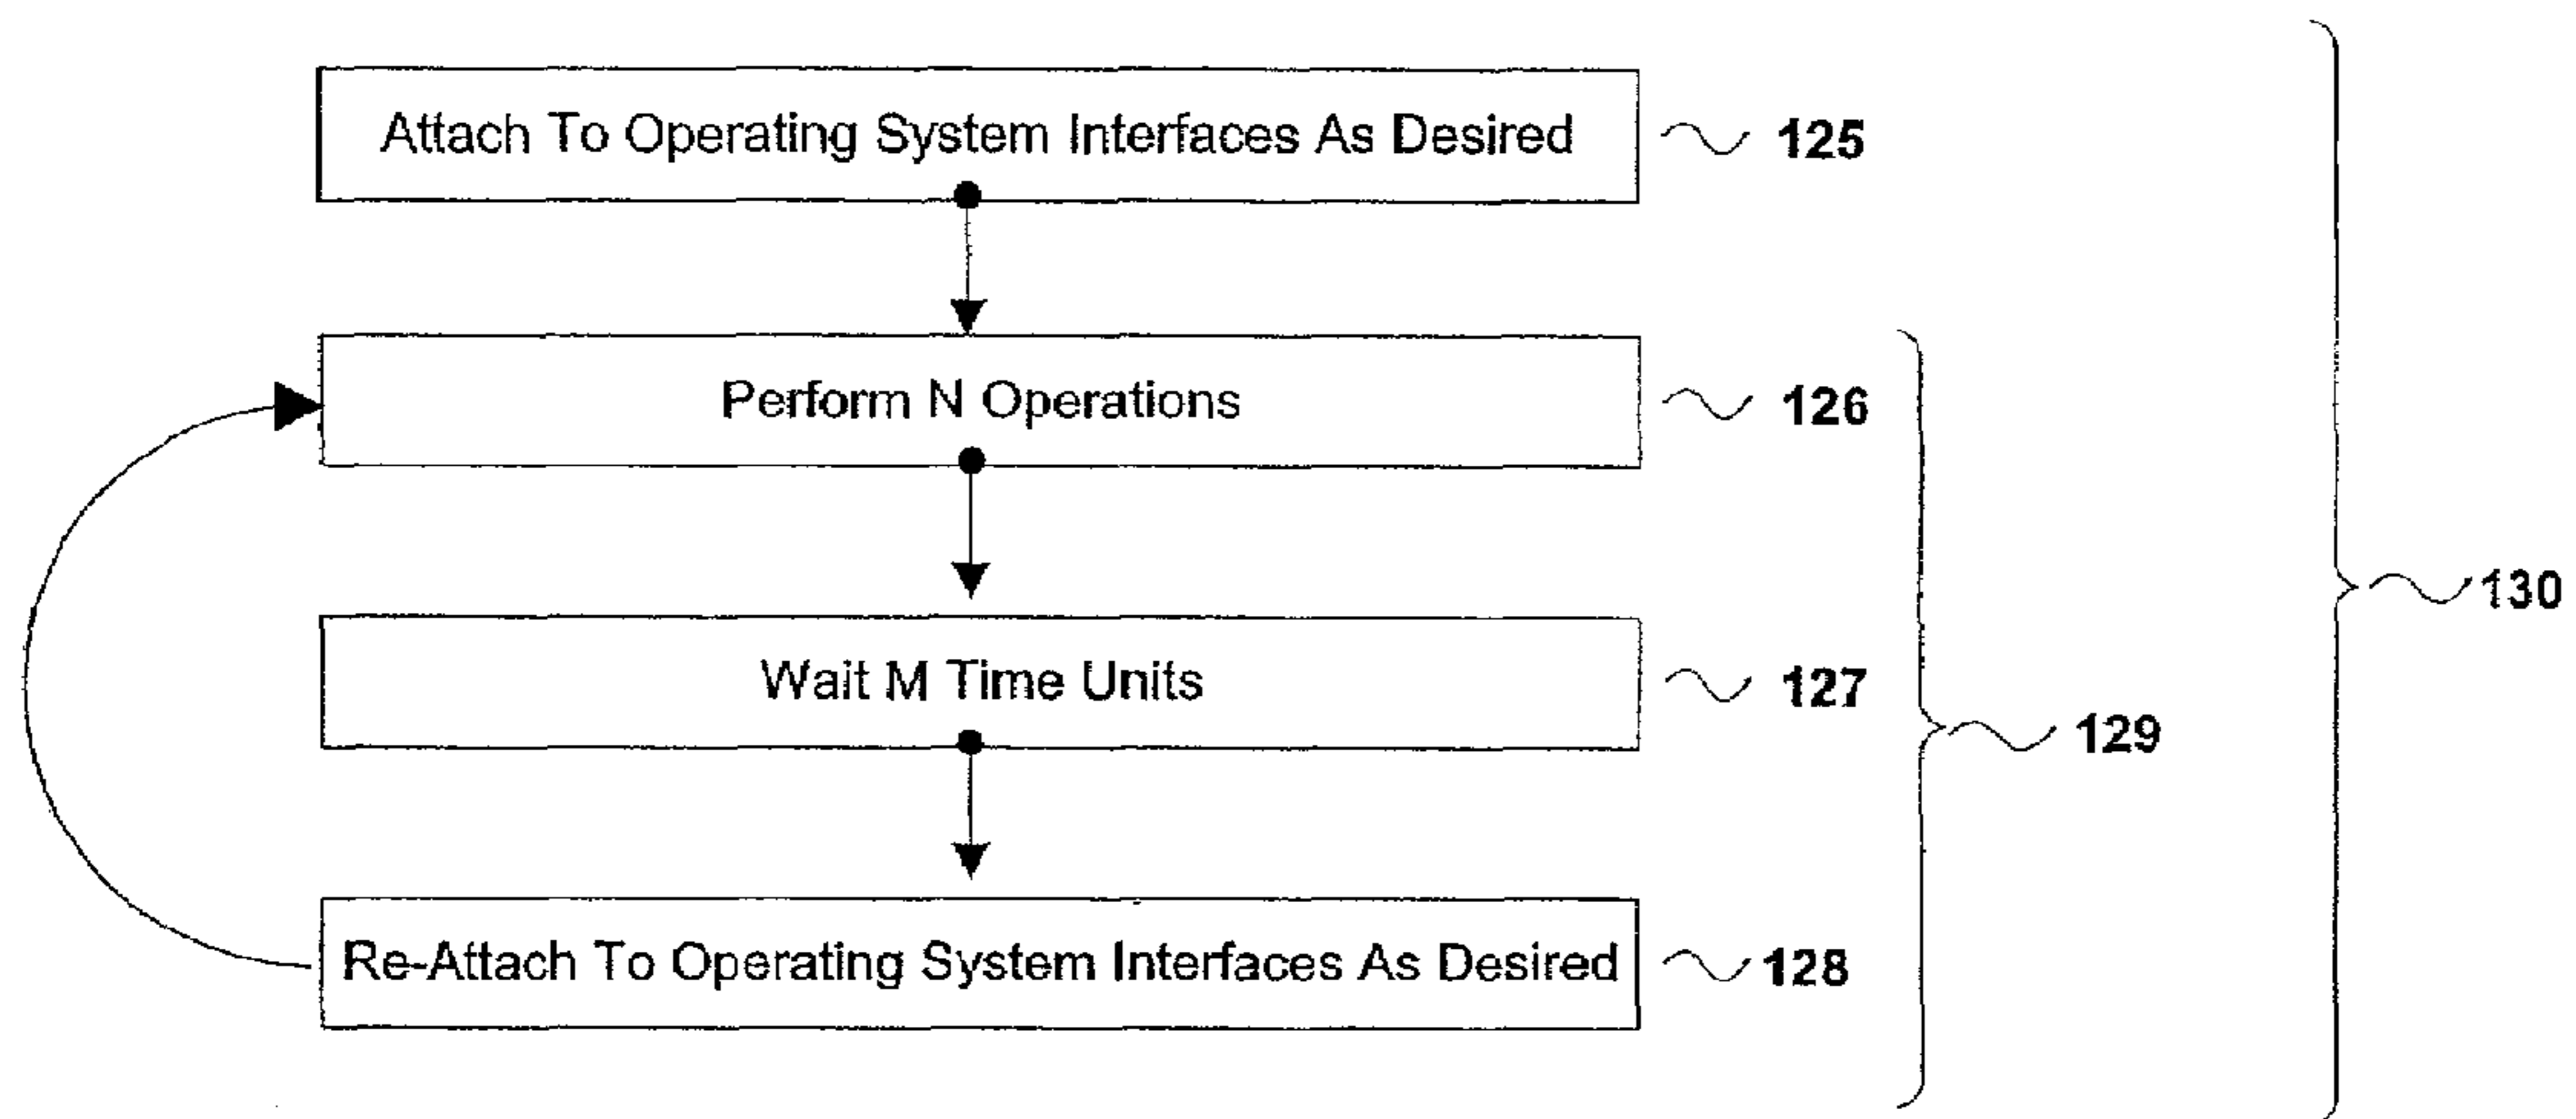 Attach To Operating System Interfaces As Desired 125
Perform N Operations 126
Wait M Time Units 127
129
130
Re-Attach To Operating System Interfaces As Desired 128